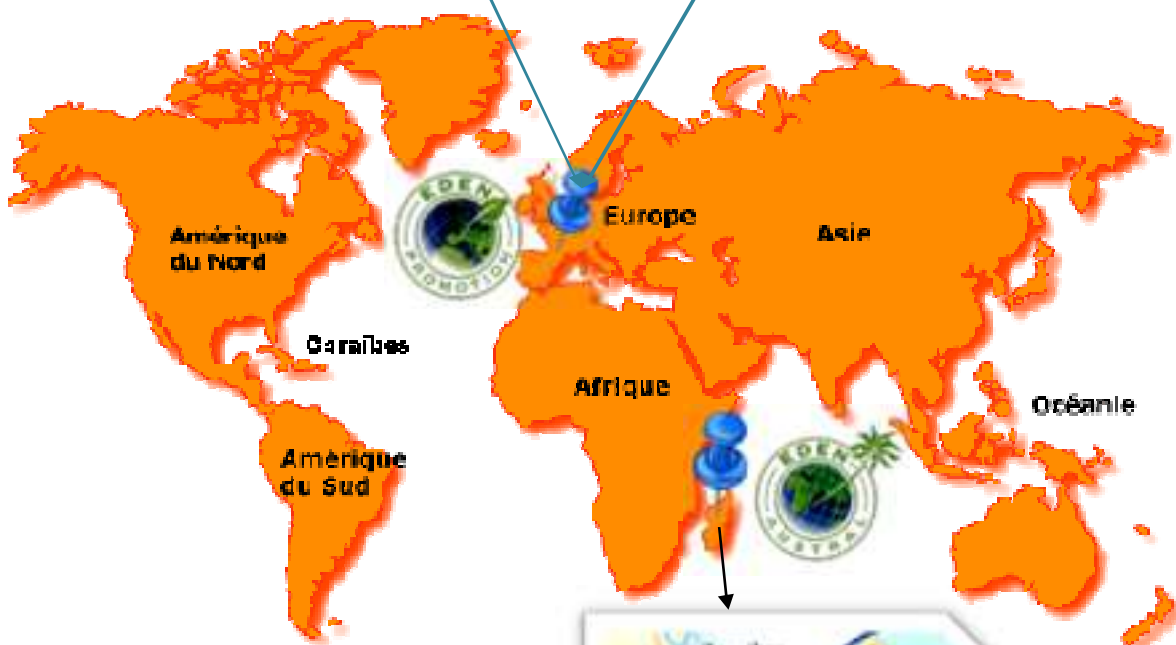 EDEN
PROMOTION
Europe
Asie
Amérique
du Nord
Caraïbes
Afrique
Océanie
Amérique
du Sud
EDEN
AUSTRAL